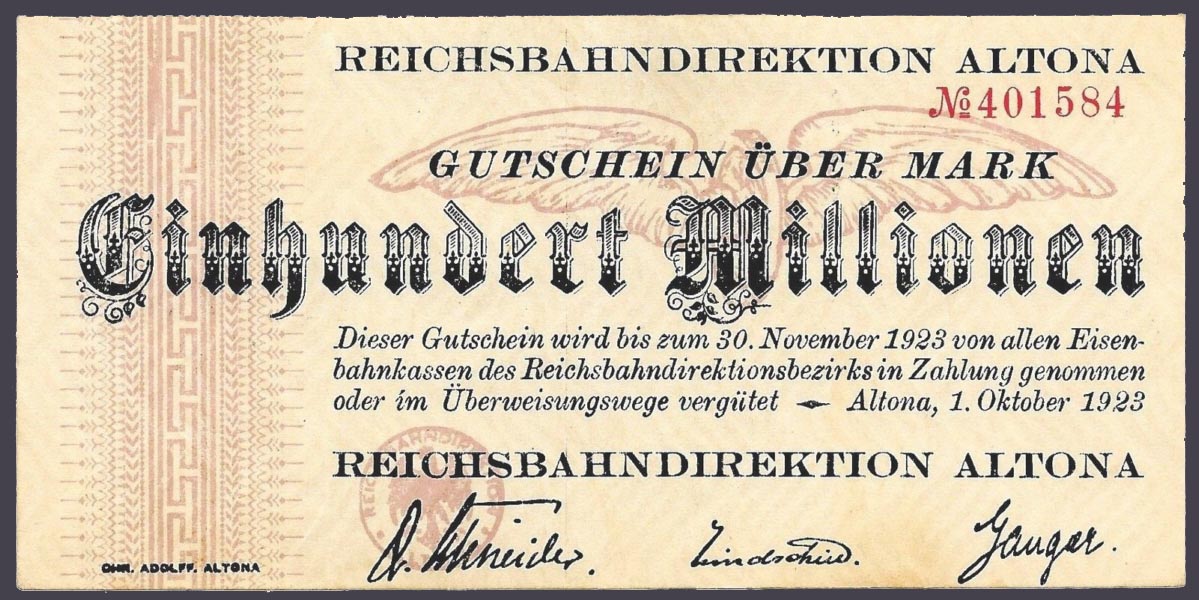 REICHSBAHNDIREKTION ALTONA
№ 401584
GUTSCHEIN ÜBER MARK
Einhundert Millionen
Dieser Gutschein wird bis zum 30. November 1923 von allen Eisen-
bahnkassen des Reichsbahndirektionsbezirks in Zahlung genommen
oder im Überweisungswege vergütet Altona, 1. Oktober 1923
REICHSBAHNDIREKTION ALTONA
Schneider.
CHR. ADOLFF. ALTONA